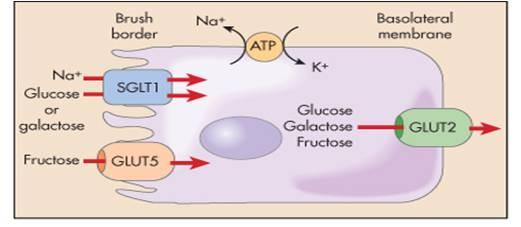 Brush
border
Na+
ATP
K+
Basolateral
membrane
Na+
Glucose
or
galactose
SGLT1
Fructose
GLUT5
Glucose
Galactose
Fructose
GLUT2